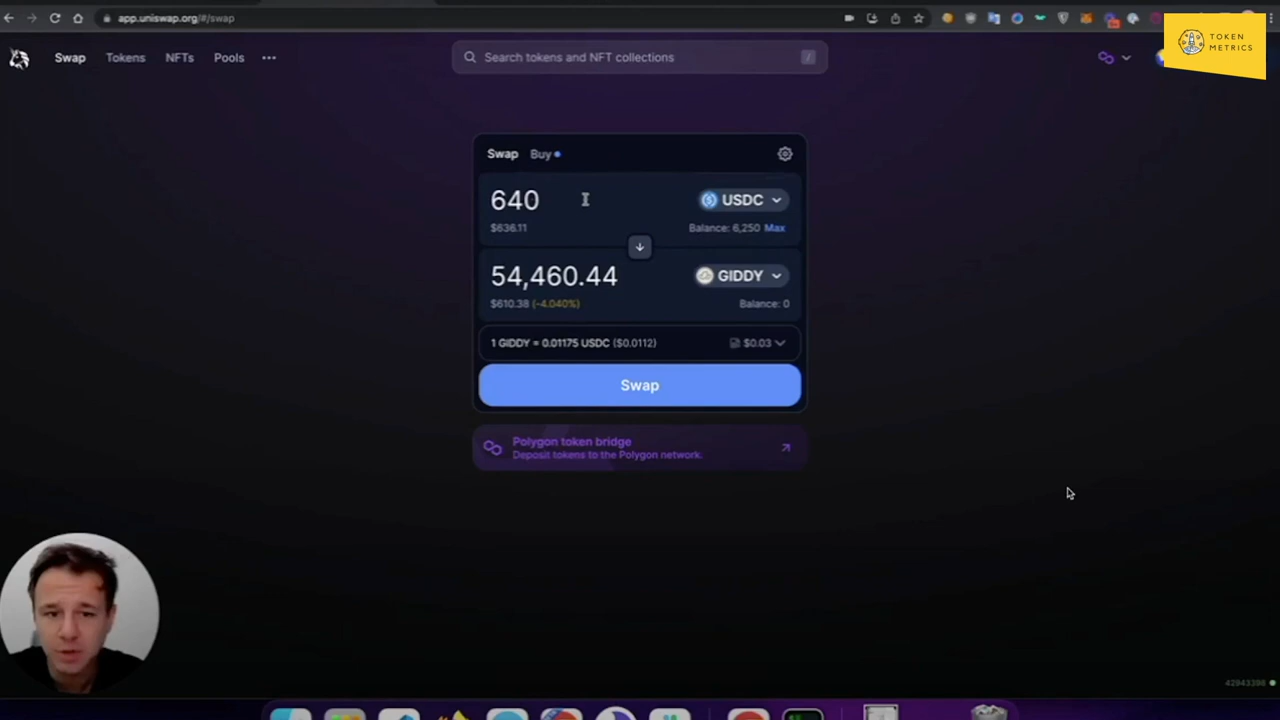 app.uniswap.org/#/swap
TOKEN
METRICS
Swap Tokens NFTs Pools
Search tokens and NFT collections /
Swap Buy
640 USDC
$636.11 Balance: 6,250 Max
54,460.44 GIDDY
$610.38 (-4.040%) Balance: 0
1 GIDDY = 0.01175 USDC ($0.0112) $0.03
Swap
Polygon token bridge
Deposit tokens to the Polygon network.
42943398